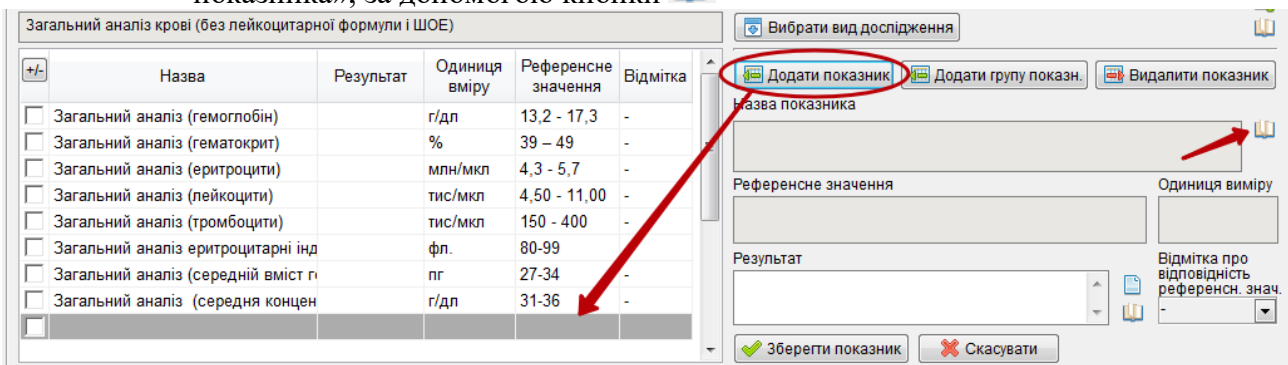 показника», за допомогою кнопки
Загальний аналіз крові (без лейкоцитарної формули і ШОЕ)
Вибрати вид дослідження
+/- Назва Результат Одиниця виміру Референсне значення Відмітка
Загальний аналіз (гемоглобін) г/дл 13,2 - 17,3 -
Загальний аналіз (гематокрит) % 39 – 49 -
Загальний аналіз (еритроцити) млн/мкл 4,3 - 5,7 -
Загальний аналіз (лейкоцити) тис/мкл 4,50 - 11,00 -
Загальний аналіз (тромбоцити) тис/мкл 150 - 400 -
Загальний аналіз еритроцитарні інд фл. 80-99 -
Загальний аналіз (середній вміст г пг 27-34 -
Загальний аналіз (середня концен г/дл 31-36 -
Додати показник Додати групу показн. Видалити показник
Назва показника
Референсне значення Одиниця виміру
Результат Відмітка про
відповідність
референсн. знач.
-
Зберегти показник Скасувати